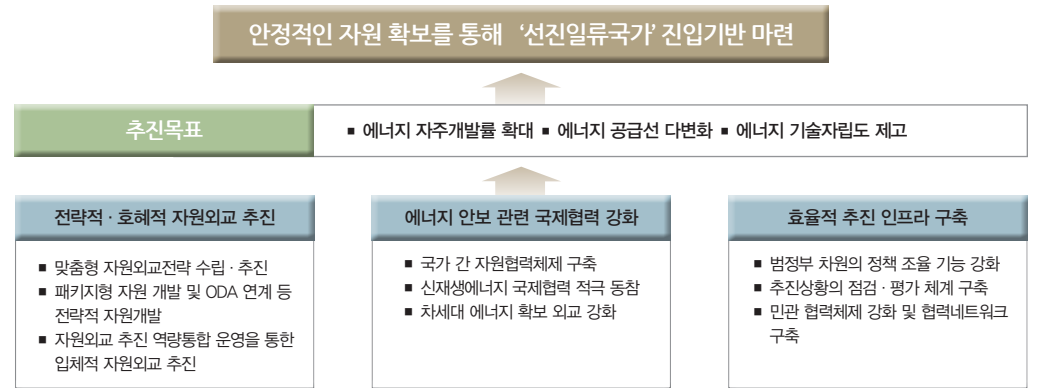 안정적인 자원 확보를 통해 ‘선진일류국가’ 진입기반 마련
추진목표
■ 에너지 자주개발률 확대 ■ 에너지 공급선 다변화 ■ 에너지 기술자립도 제고
전략적 · 호혜적 자원외교 추진
■ 맞춤형 자원외교전략 수립 · 추진
■ 패키지형 자원 개발 및 ODA 연계 등
전략적 자원개발
■ 자원외교 추진 역량통합 운영을 통한
입체적 자원외교 추진
에너지 안보 관련 국제협력 강화
■ 국가 간 자원협력체제 구축
■ 신재생에너지 국제협력 적극 동참
■ 차세대 에너지 확보 외교 강화
효율적 추진 인프라 구축
■ 범정부 차원의 정책 조율 기능 강화
■ 추진상황의 점검 · 평가 체계 구축
■ 민관 협력체제 강화 및 협력네트워크
구축